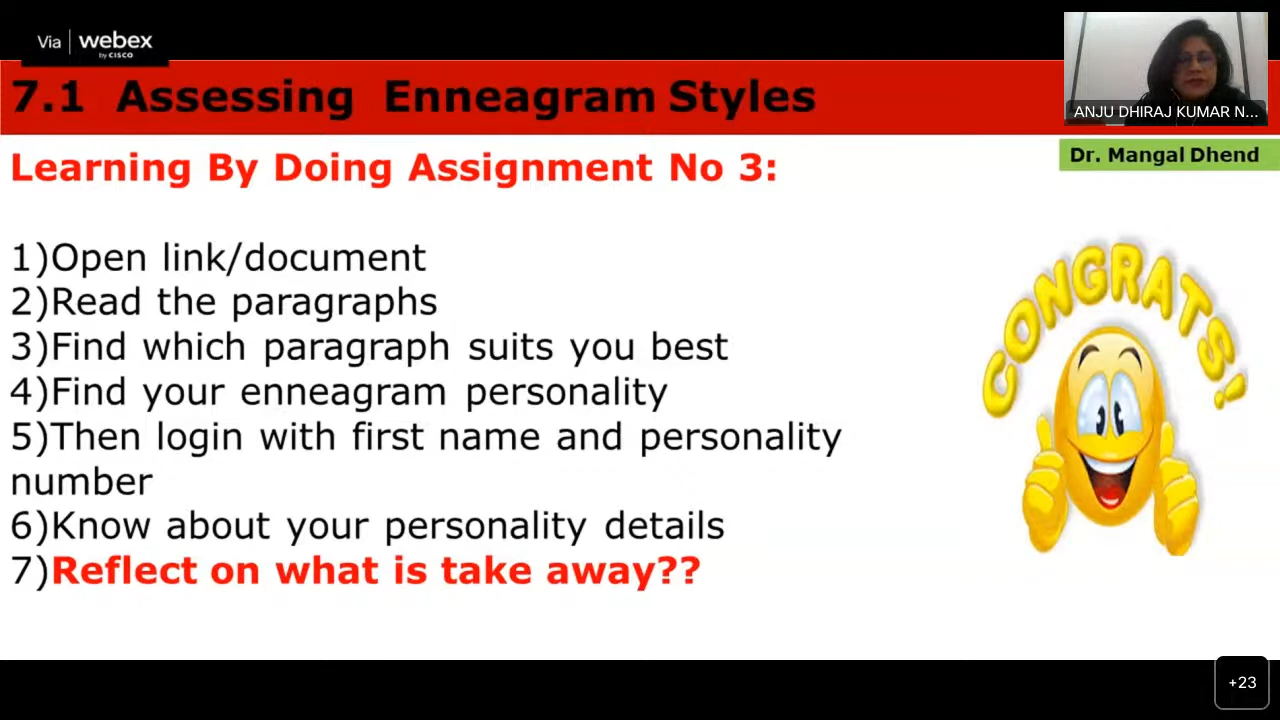 Via webex
by CISCO
7.1 Assessing Enneagram Styles
ANJU DHIRAJ KUMAR N...
Dr. Mangal Dhend
Learning By Doing Assignment No 3:
1)Open link/document
2)Read the paragraphs
3)Find which paragraph suits you best
4)Find your enneagram personality
5)Then login with first name and personality
number
6)Know about your personality details
7)Reflect on what is take away??
CONGRATS!
+23